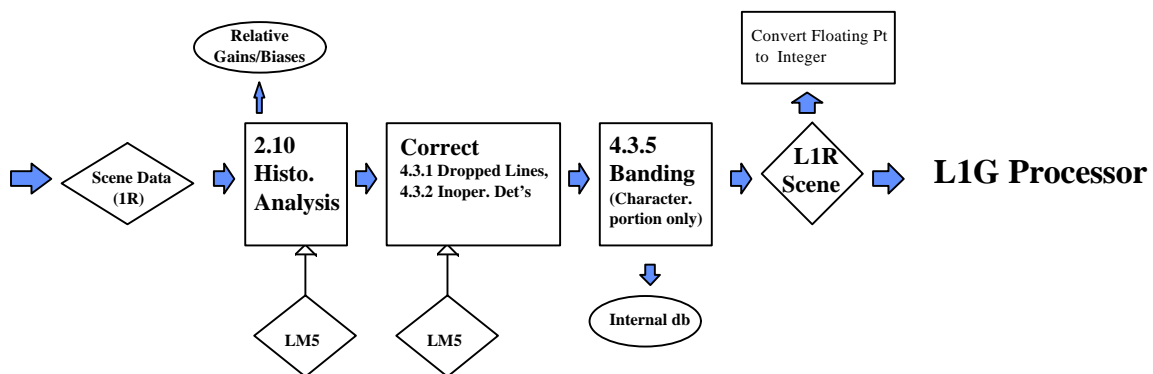 Relative
Gains/Biases
Convert Floating Pt
to Integer
Scene Data
(1R)
2.10
Histo.
Analysis
Correct
4.3.1 Dropped Lines,
4.3.2 Inoper. Det's
4.3.5
Banding
(Character.
portion only)
L1R
Scene
L1G Processor
LM5
LM5
Internal db